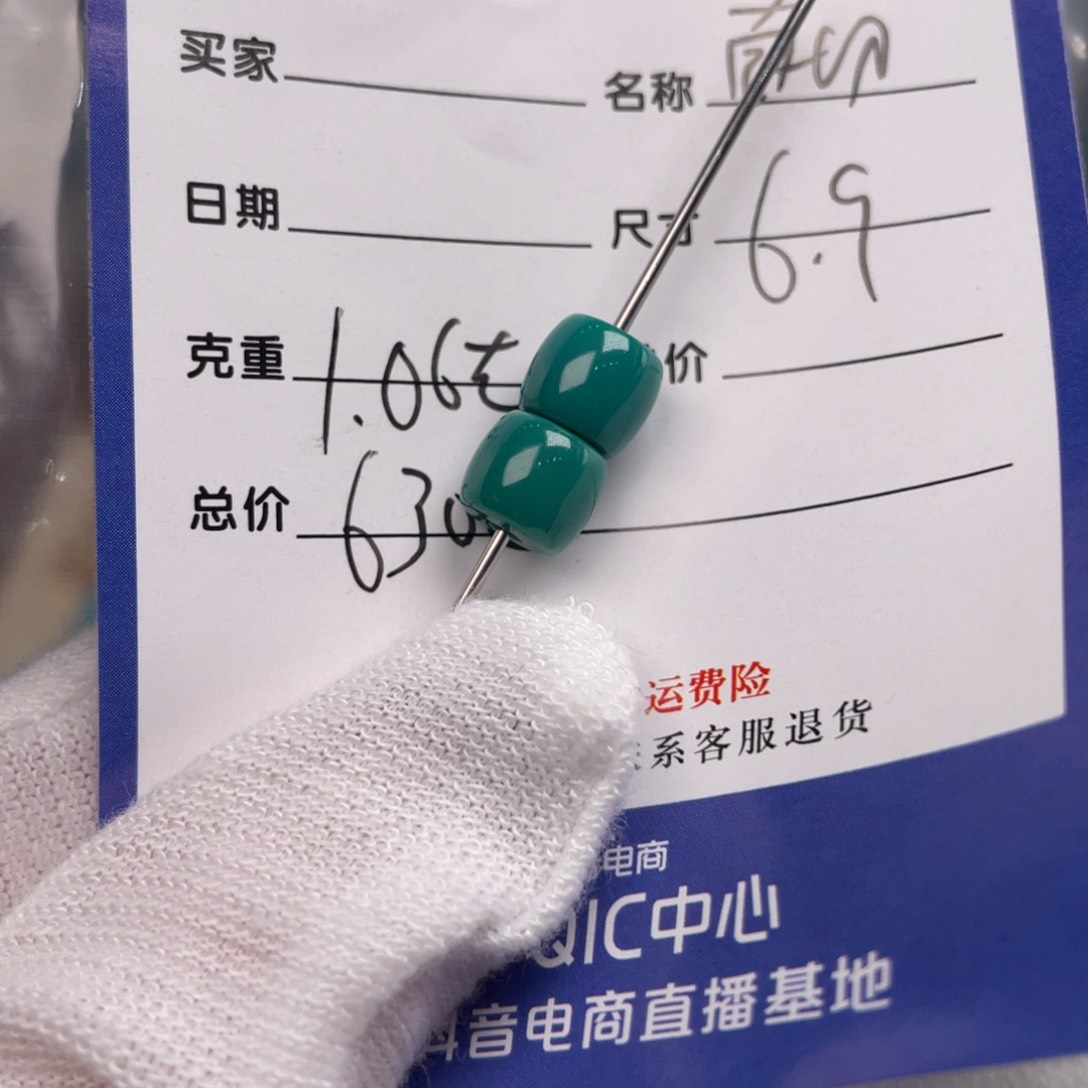 买家 名称
日期 尺寸 6.9
克重 1.06 价
总价 630
运费险
系客服退货
电商
QIC中心
抖音电商直播基地